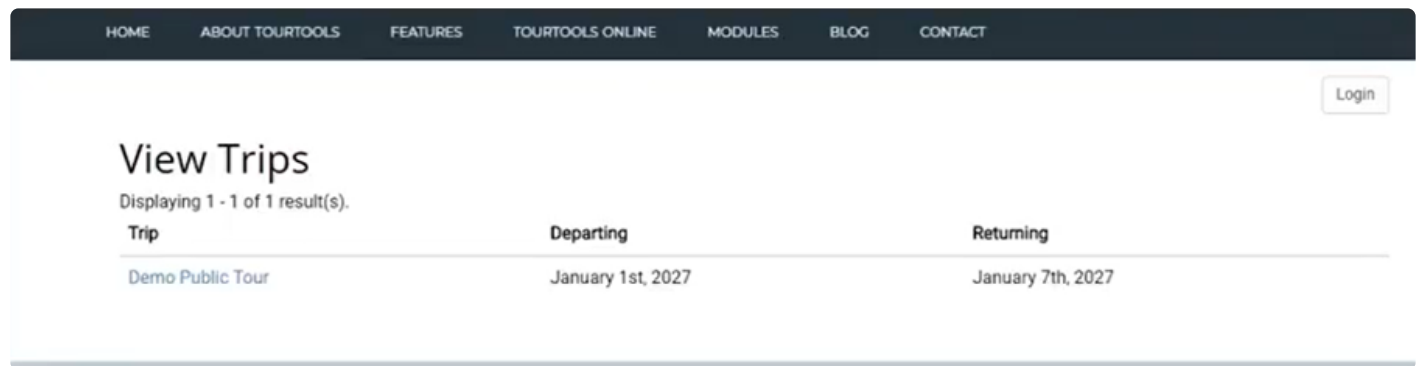 HOME ABOUT TOURTOOLS FEATURES TOURTOOLS ONLINE MODULES BLOG CONTACT
Login
View Trips
Displaying 1 - 1 of 1 result(s).
Trip Departing Returning
Demo Public Tour January 1st, 2027 January 7th, 2027